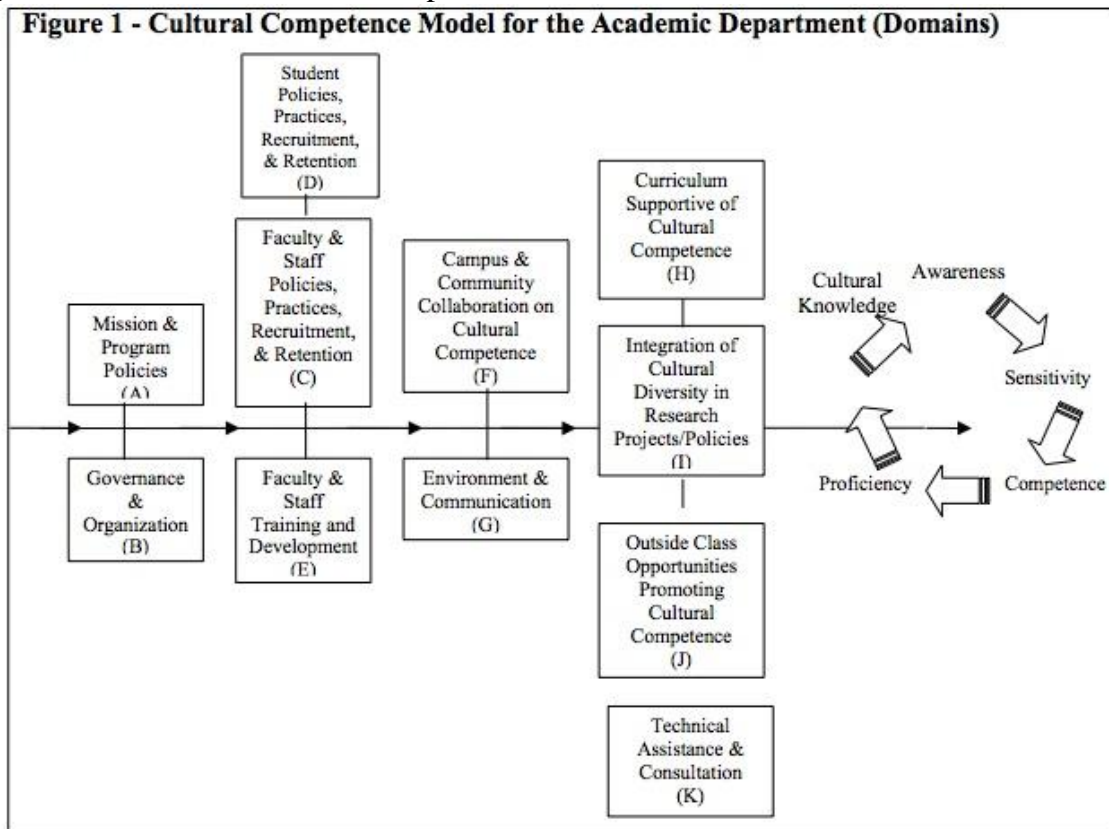 Figure 1 - Cultural Competence Model for the Academic Department (Domains)
Student
Policies,
Practices,
Recruitment,
& Retention
(D)
Faculty &
Staff
Policies,
Practices,
Recruitment,
& Retention
(C)
Mission &
Program
Policies
(A)
Governance
&
Organization
(B)
Faculty &
Staff
Training and
Development
(E)
Campus &
Community
Collaboration on
Cultural
Competence
(F)
Environment &
Communication
(G)
Curriculum
Supportive of
Cultural
Competence
(H)
Integration of
Cultural
Diversity in
Research
Projects/Policies
(I)
Outside Class
Opportunities
Promoting
Cultural
Competence
(J)
Technical
Assistance &
Consultation
(K)
Cultural
Knowledge
Awareness
Sensitivity
Competence
Proficiency